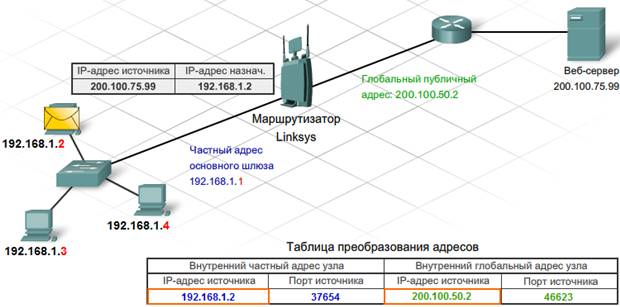 IP-адрес источника IP-адрес назнач.
200.100.75.99 192.168.1.2
Глобальный публичный
адрес: 200.100.50.2
Веб-сервер
200.100.75.99
Маршрутизатор
Linksys
192.168.1.2
Частный адрес
основного шлюза
192.168.1.1
192.168.1.4
192.168.1.3
Таблица преобразования адресов
Внутренний частный адрес узла Внутренний глобальный адрес узла
IP-адрес источника Порт источника IP-адрес источника Порт источника
192.168.1.2 37654 200.100.50.2 46623